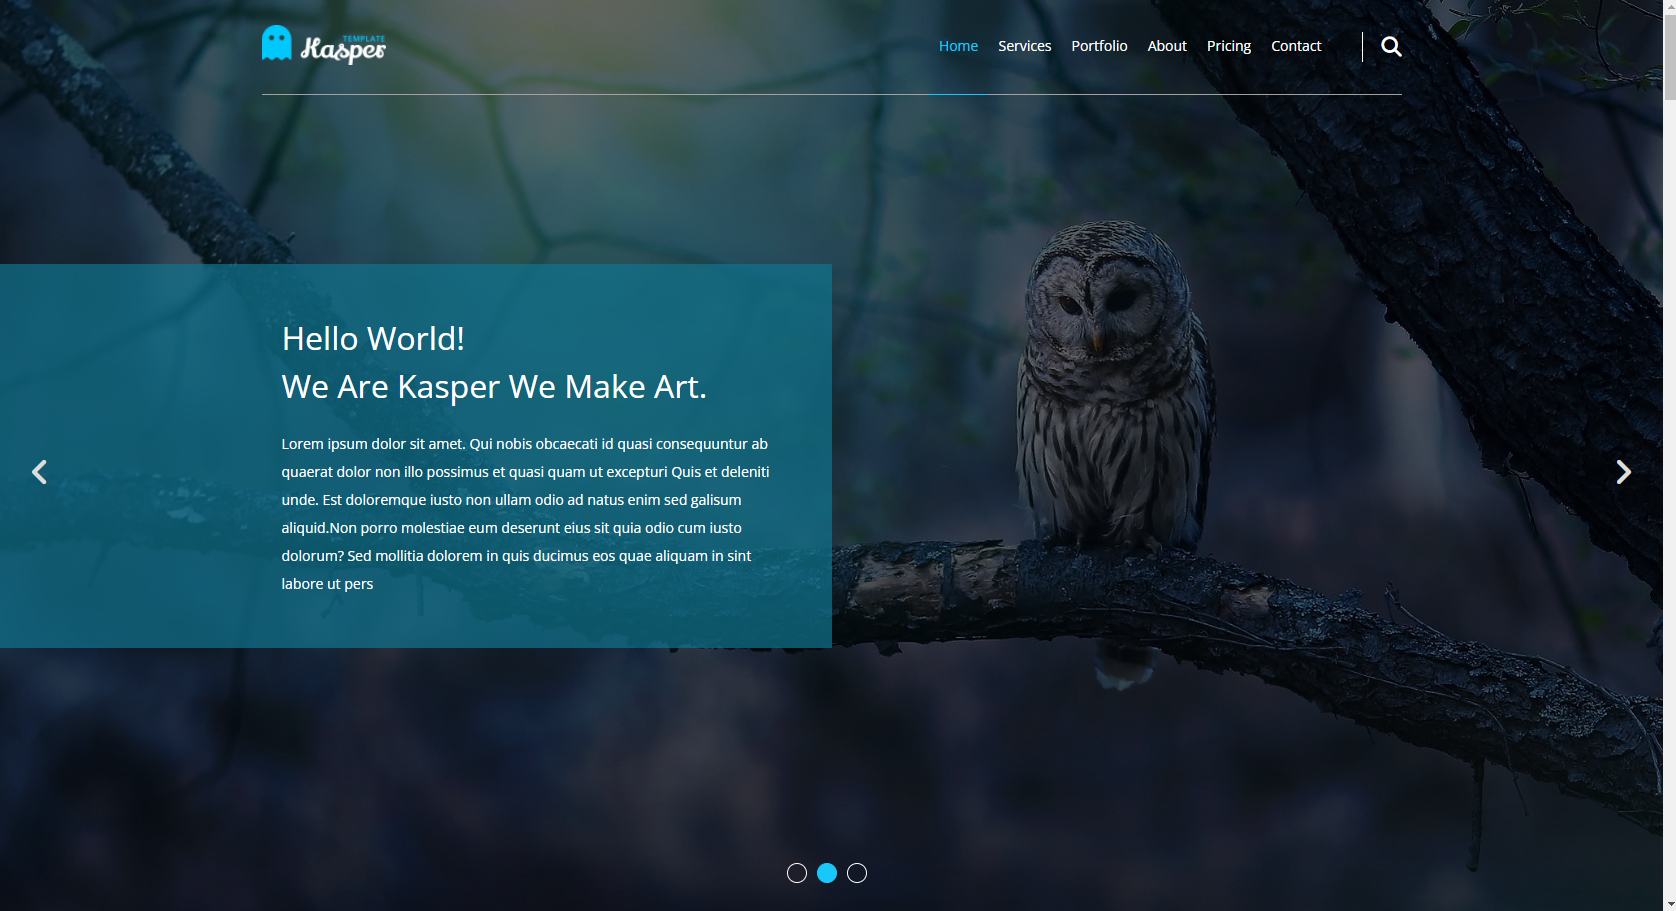 TEMPLATE
Kasper
Home Services Portfolio About Pricing Contact
Hello World!
We Are Kasper We Make Art.
Lorem ipsum dolor sit amet. Qui nobis obcaecati id quasi consequuntur ab
quaerat dolor non illo possimus et quasi quam ut excepturi Quis et deleniti
unde. Est doloremque iusto non ullam odio ad natus enim sed galisum
aliquid.Non porro molestiae eum deserunt eius sit quia odio cum iusto
dolorum? Sed mollitia dolorem in quis ducimus eos quae aliquam in sint
labore ut pers